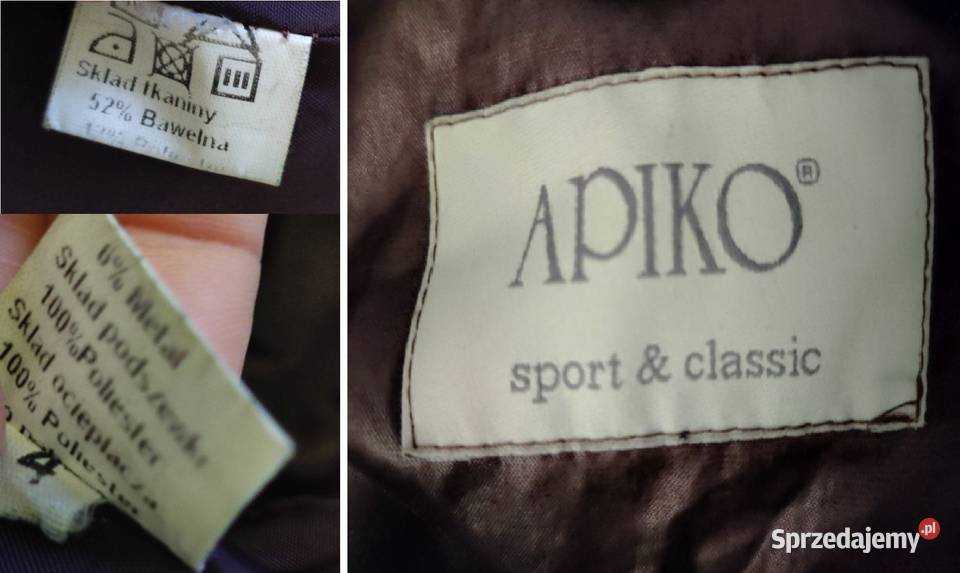 Skład tkaniny
52% Bawełna
6% Metal
Skład podszewki
100%Poliester
Skład ocieplacza
100% Poliester
4
APIKO®
sport & classic
Sprzedajemy.pl